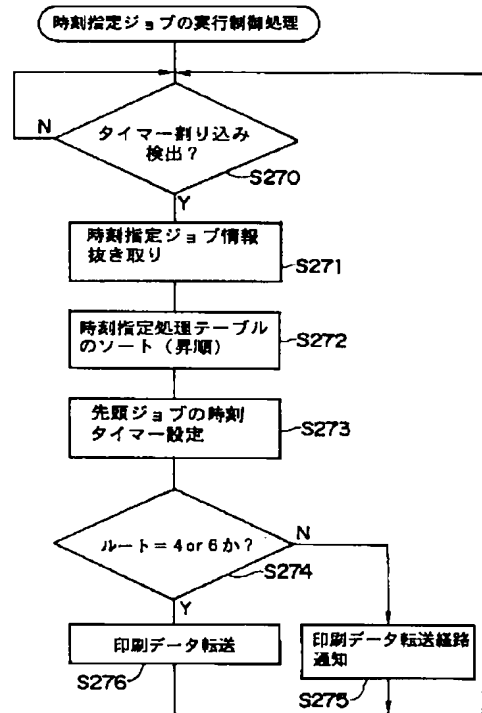 時刻指定ジョブの実行制御処理
N
タイマー割り込み
検出?
S270
Y
時刻指定ジョブ情報
抜き取り
S271
時刻指定処理テーブル
のソート(昇順)
S272
先頭ジョブの時刻
タイマー設定
S273
ルート=4or6か?
N
S274
Y
印刷データ転送
S276
印刷データ転送経路
通知
S275